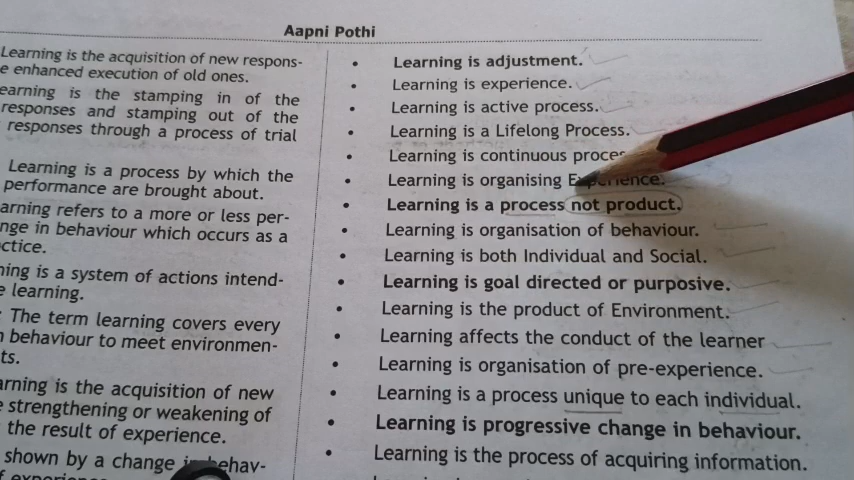 Aapni Pothi
Learning is the acquisition of new respons-
e enhanced execution of old ones.
earning is the stamping in of the
responses and stamping out of the
responses through a process of trial
Learning is a process by which the
performance are brought about.
arning refers to a more or less per-
nge in behaviour which occurs as a
ctice.
ning is a system of actions intend-
e learning.
The term learning covers every
n behaviour to meet environmen-
ts.
arning is the acquisition of new
e strengthening or weakening of
the result of experience.
shown by a change in behav-
f experience
• Learning is adjustment.
• Learning is experience.
• Learning is active process.
• Learning is a Lifelong Process.
• Learning is continuous proces
• Learning is organising Experience.
• Learning is a process not product.
• Learning is organisation of behaviour.
• Learning is both Individual and Social.
• Learning is goal directed or purposive.
• Learning is the product of Environment.
• Learning affects the conduct of the learner
• Learning is organisation of pre-experience.
• Learning is a process unique to each individual.
• Learning is progressive change in behaviour.
• Learning is the process of acquiring information.